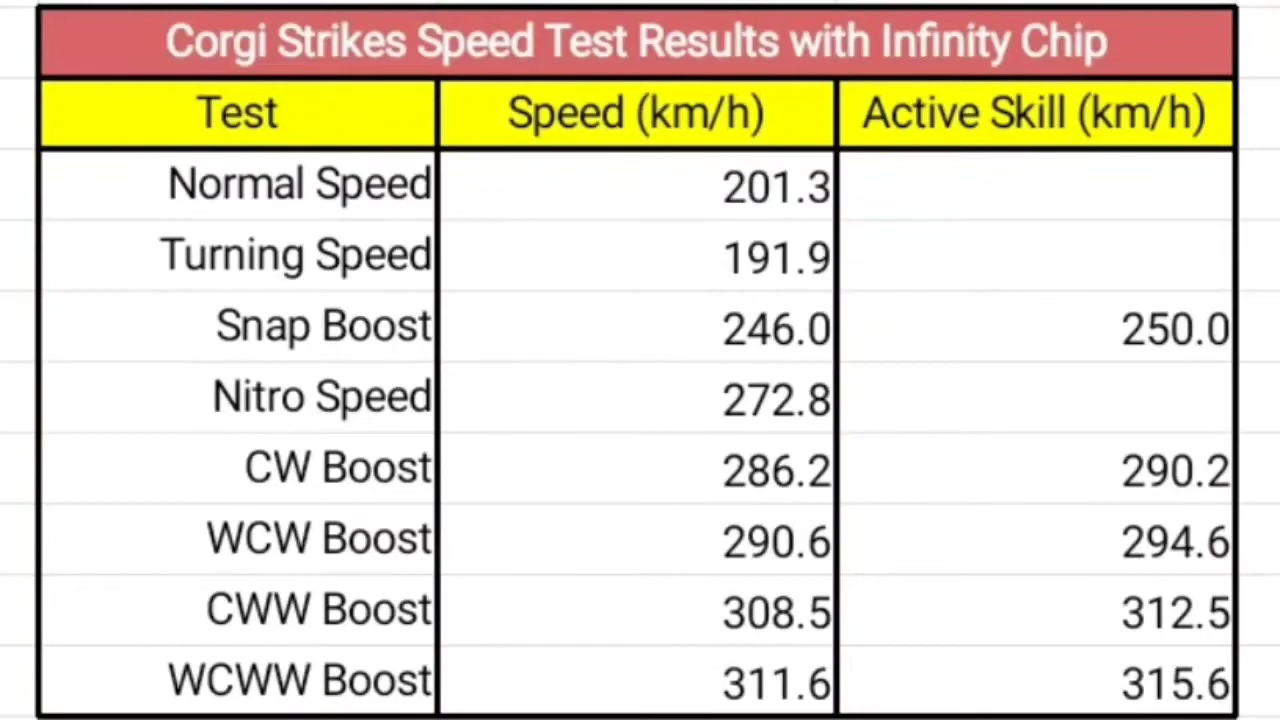 Corgi Strikes Speed Test Results with Infinity Chip
Test Speed (km/h) Active Skill (km/h)
Normal Speed 201.3
Turning Speed 191.9
Snap Boost 246.0 250.0
Nitro Speed 272.8
CW Boost 286.2 290.2
WCW Boost 290.6 294.6
CWW Boost 308.5 312.5
WCWW Boost 311.6 315.6